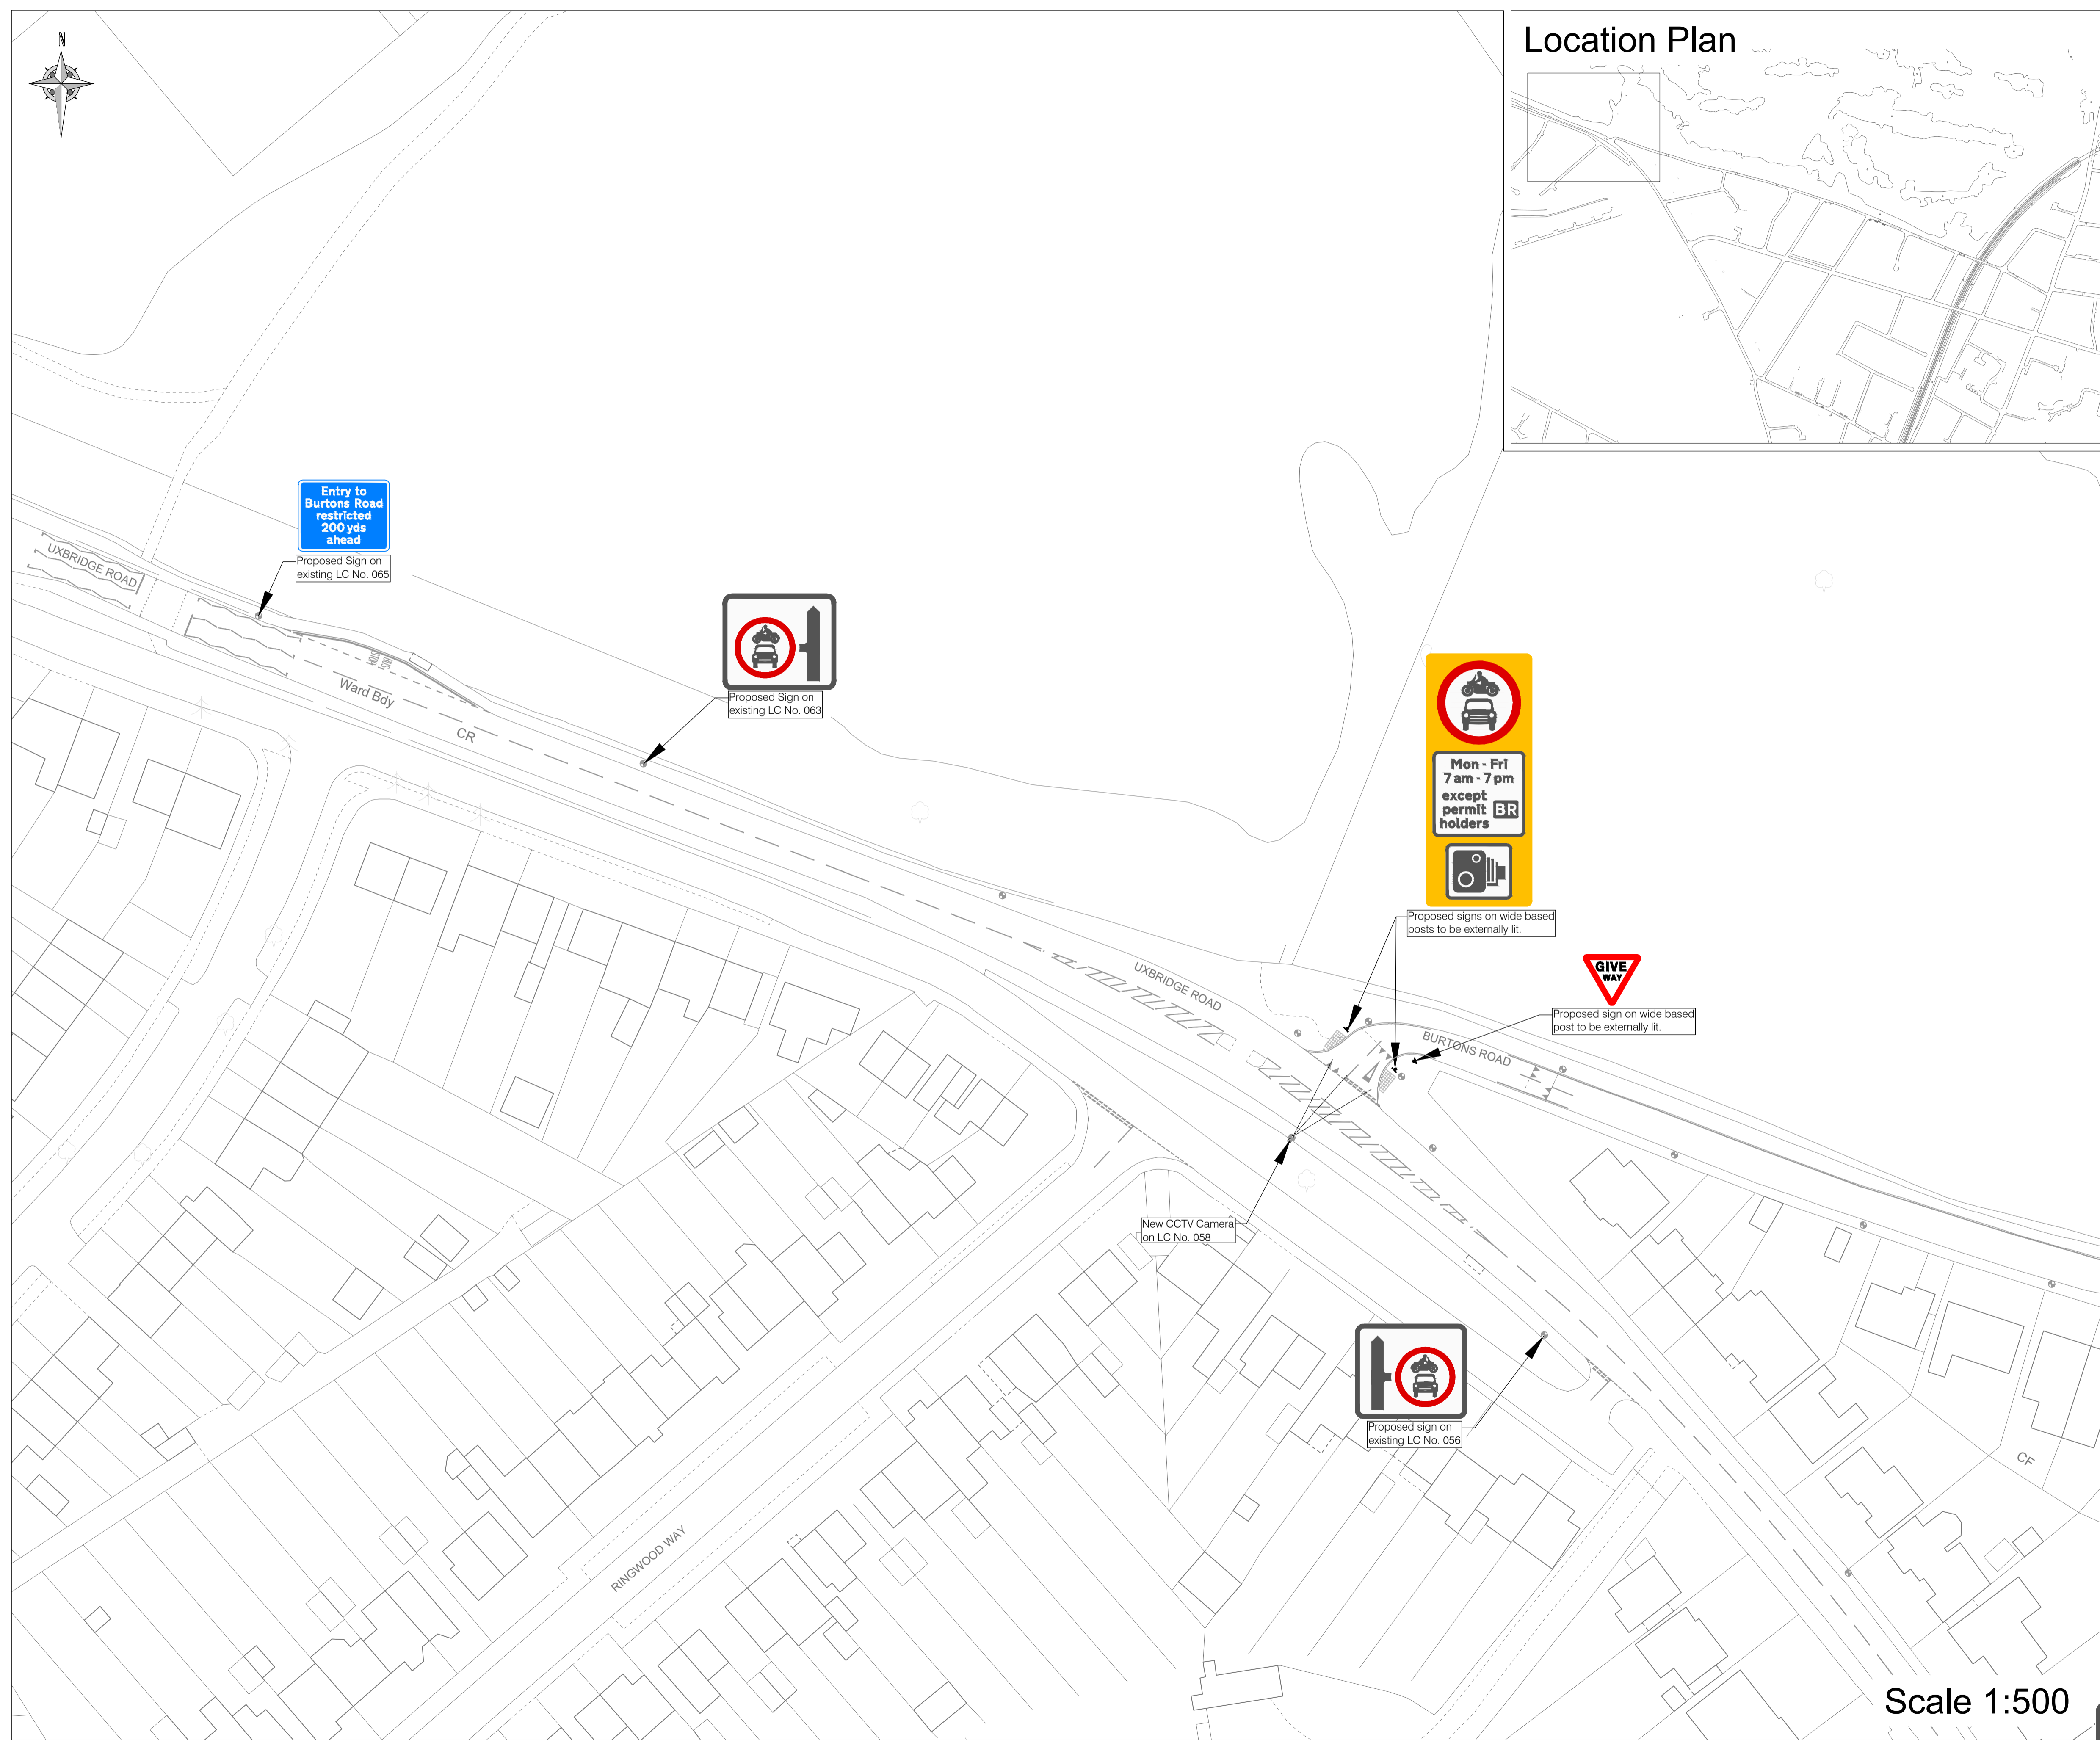 N
Location Plan
Entry to
Burtons Road
restricted
200 yds
ahead
Proposed Sign on
existing LC No. 065
UXBRIDGE ROAD
BUS
STOP
Ward Bdy
CR
Proposed Sign on
existing LC No. 063
Mon - Fri
7 am - 7 pm
except
permit BR
holders
Proposed signs on wide based
posts to be externally lit.
GIVE
WAY
Proposed sign on wide based
post to be externally lit.
UXBRIDGE ROAD
BURTONS ROAD
New CCTV Camera
on LC No. 058
Proposed sign on
existing LC No. 056
CF
RINGWOOD WAY
Scale 1:500